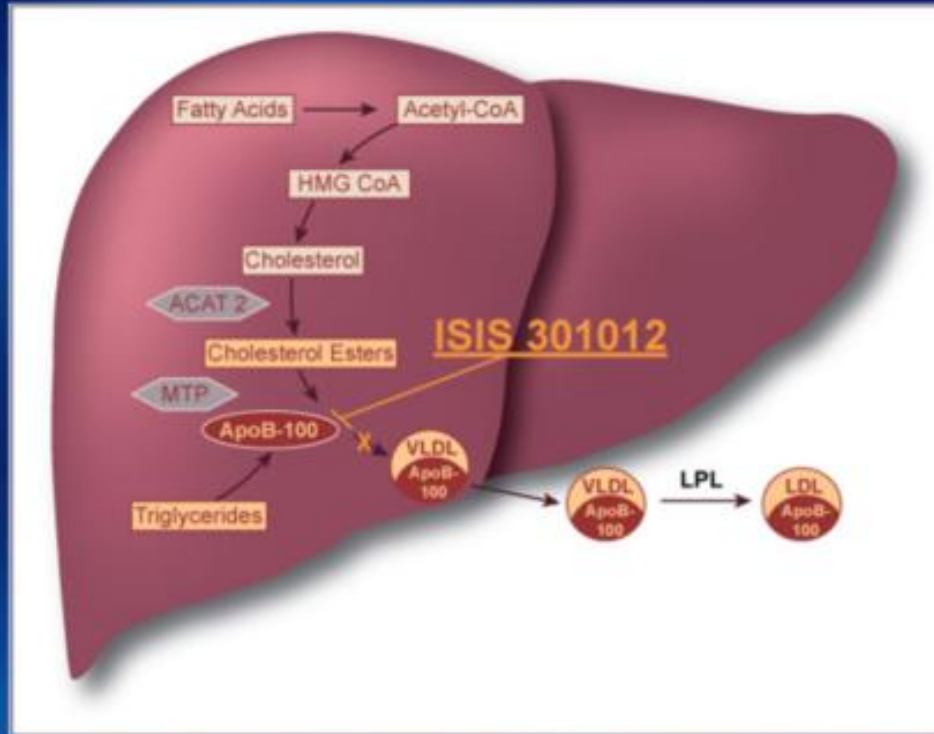 Fatty Acids
Acetyl-CoA
HMG CoA
Cholesterol
ACAT 2
Cholesterol Esters
ISIS 301012
MTP
ApoB-100
X
VLDL
ApoB-
100
Triglycerides
VLDL
ApoB-
100
LPL
LDL
ApoB-
100